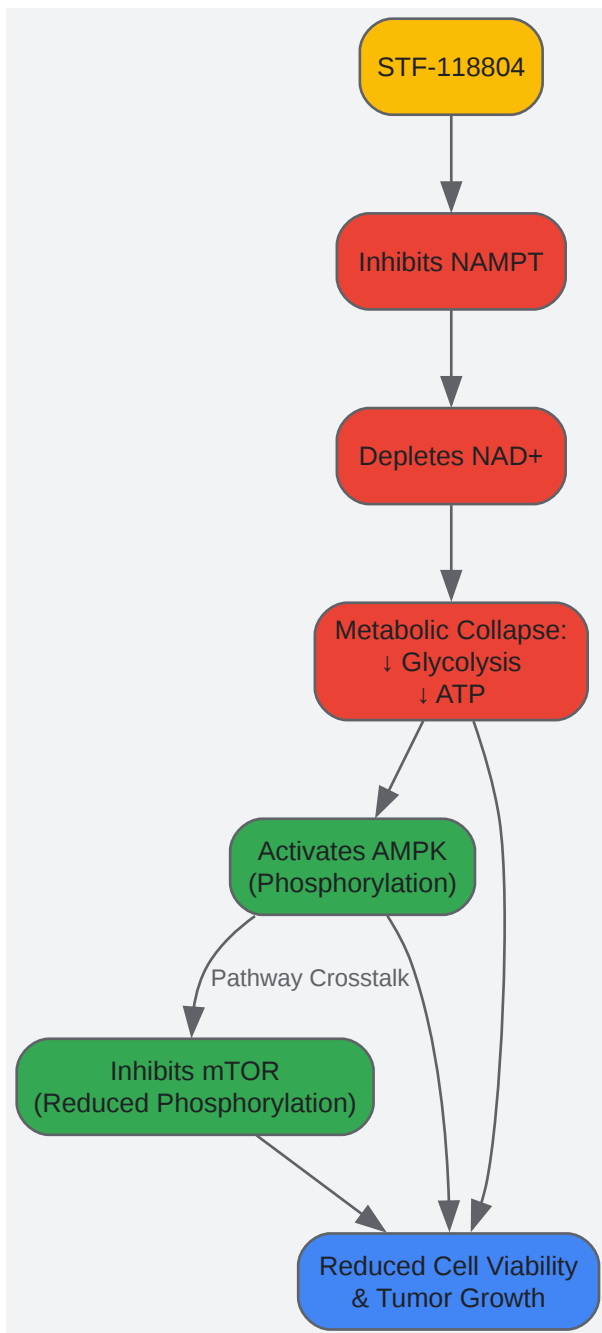 STF-118804
Inhibits NAMPT
Depletes NAD+
Metabolic Collapse:
↓ Glycolysis
↓ ATP
Activates AMPK
(Phosphorylation)
Pathway Crosstalk
Inhibits mTOR
(Reduced Phosphorylation)
Reduced Cell Viability
& Tumor Growth